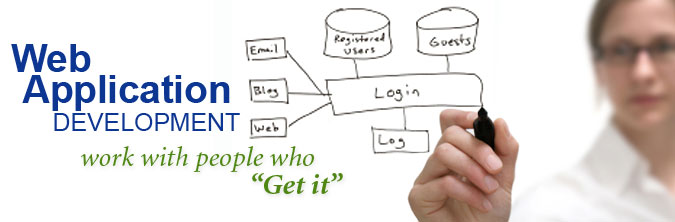 Web
Application
DEVELOPMENT
work with people who
“Get it”
Email
Blog
Web
Registered
Users
Guests
Login
Log